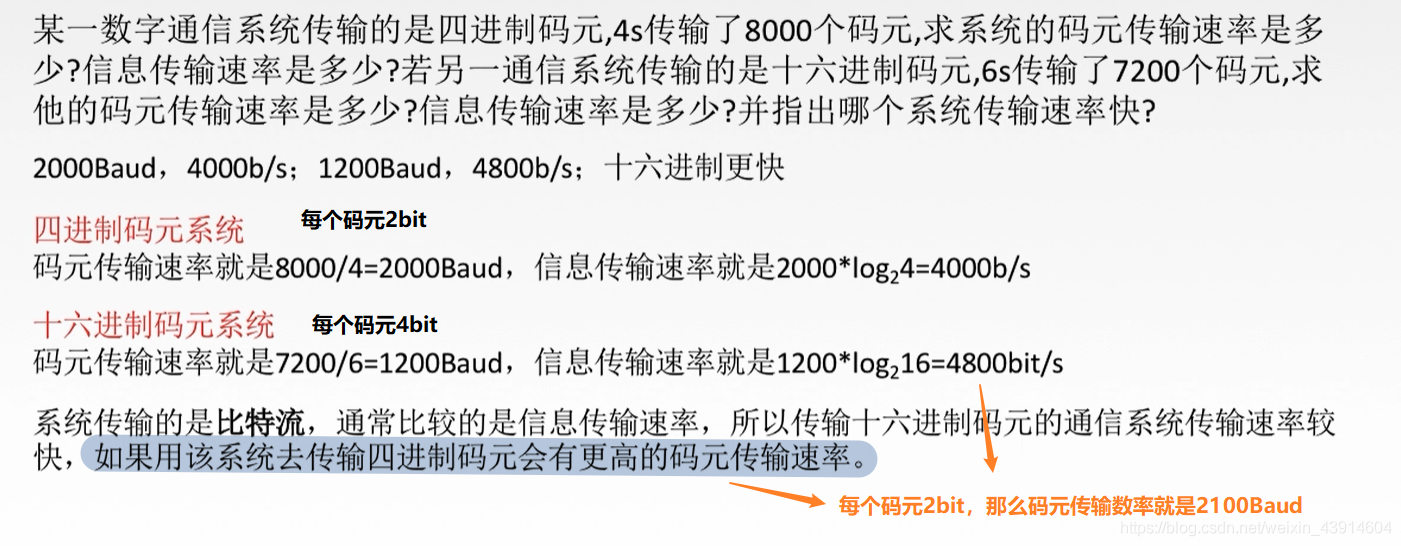 某一数字通信系统传输的是四进制码元,4s传输了8000个码元,求系统的码元传输速率是多
少?信息传输速率是多少?若另一通信系统传输的是十六进制码元,6s传输了7200个码元,求
他的码元传输速率是多少?信息传输速率是多少?并指出哪个系统传输速率快?
2000Baud，4000b/s；1200Baud，4800b/s；十六进制更快
四进制码元系统 每个码元2bit
码元传输速率就是8000/4=2000Baud，信息传输速率就是2000*log₂4=4000b/s
十六进制码元系统 每个码元4bit
码元传输速率就是7200/6=1200Baud，信息传输速率就是1200*log₂16=4800bit/s
系统传输的是比特流，通常比较的是信息传输速率，所以传输十六进制码元的通信系统传输速率较
快，如果用该系统去传输四进制码元会有更高的码元传输速率。
每个码元2bit，那么码元传输数率就是2100Baud
https://blog.csdn.net/weixin_43914604